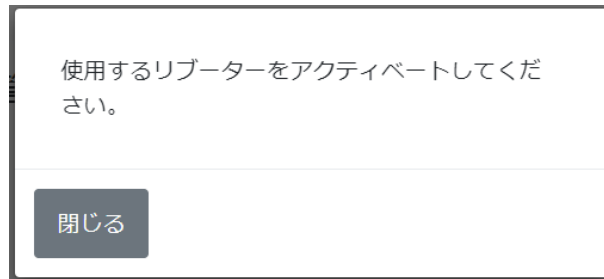 使用するリブーターをアクティベートしてくだ
さい。
閉じる